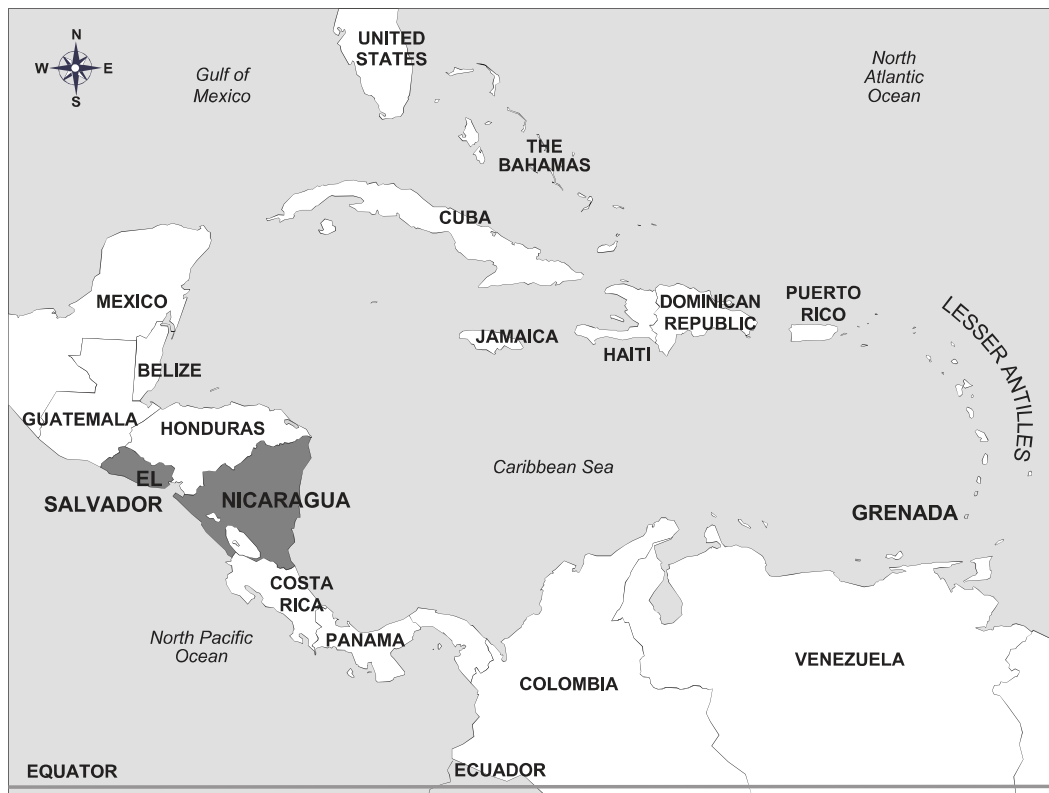 N
W E
S
UNITED
STATES
Gulf of
Mexico
North
Atlantic
Ocean
THE
BAHAMAS
CUBA
MEXICO
DOMINICAN
REPUBLIC
PUERTO
RICO
JAMAICA
HAITI
LESSER ANTILLES
BELIZE
GUATEMALA
HONDURAS
Caribbean Sea
EL
SALVADOR
NICARAGUA
GRENADA
COSTA
RICA
North Pacific
Ocean
PANAMA
COLOMBIA
VENEZUELA
EQUATOR
ECUADOR